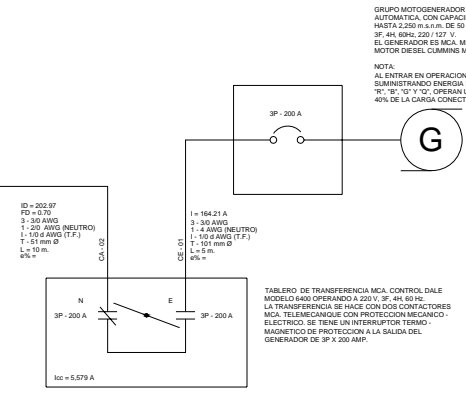 GRUPO MOTOGENERADOR
AUTOMATICA, CON CAPACI
HASTA 2,250 m.s.n.m. DE 50
3F, 4H, 60Hz, 220 / 127 V.
EL GENERADOR ES MCA. M
MOTOR DIESEL CUMMINS M
NOTA:
AL ENTRAR EN OPERACION
SUMINISTRANDO ENERGIA
"R", "B", "G" Y "Q", OPERAN
40% DE LA CARGA CONECT
3P - 200 A
G
ID = 202.97
FD = 0.70
3 - 3/0 AWG
1 - 2/0 AWG (NEUTRO)
I - 1/0 d AWG (T.F.)
T - 51 mm Ø
L = 10 m.
e% =
CA - 02
I = 164.21 A
3 - 3/0 AWG
1 - 4 AWG (NEUTRO)
I - 1/0 d AWG (T.F.)
T - 101 mm Ø
L = 5 m.
e% =
CE - 01
N
E
3P - 200 A
3P - 200 A
Icc = 5,579 A
TABLERO DE TRANSFERENCIA MCA. CONTROL DALE
MODELO 6400 OPERANDO A 220 V, 3F, 4H, 60 Hz.
LA TRANSFERENCIA SE HACE CON DOS CONTACTORES
MCA. TELEMECANIQUE CON PROTECCION MECANICO -
ELECTRICO. SE TIENE UN INTERRUPTOR TERMO -
MAGNETICO DE PROTECCION A LA SALIDA DEL
GENERADOR DE 3P X 200 AMP.